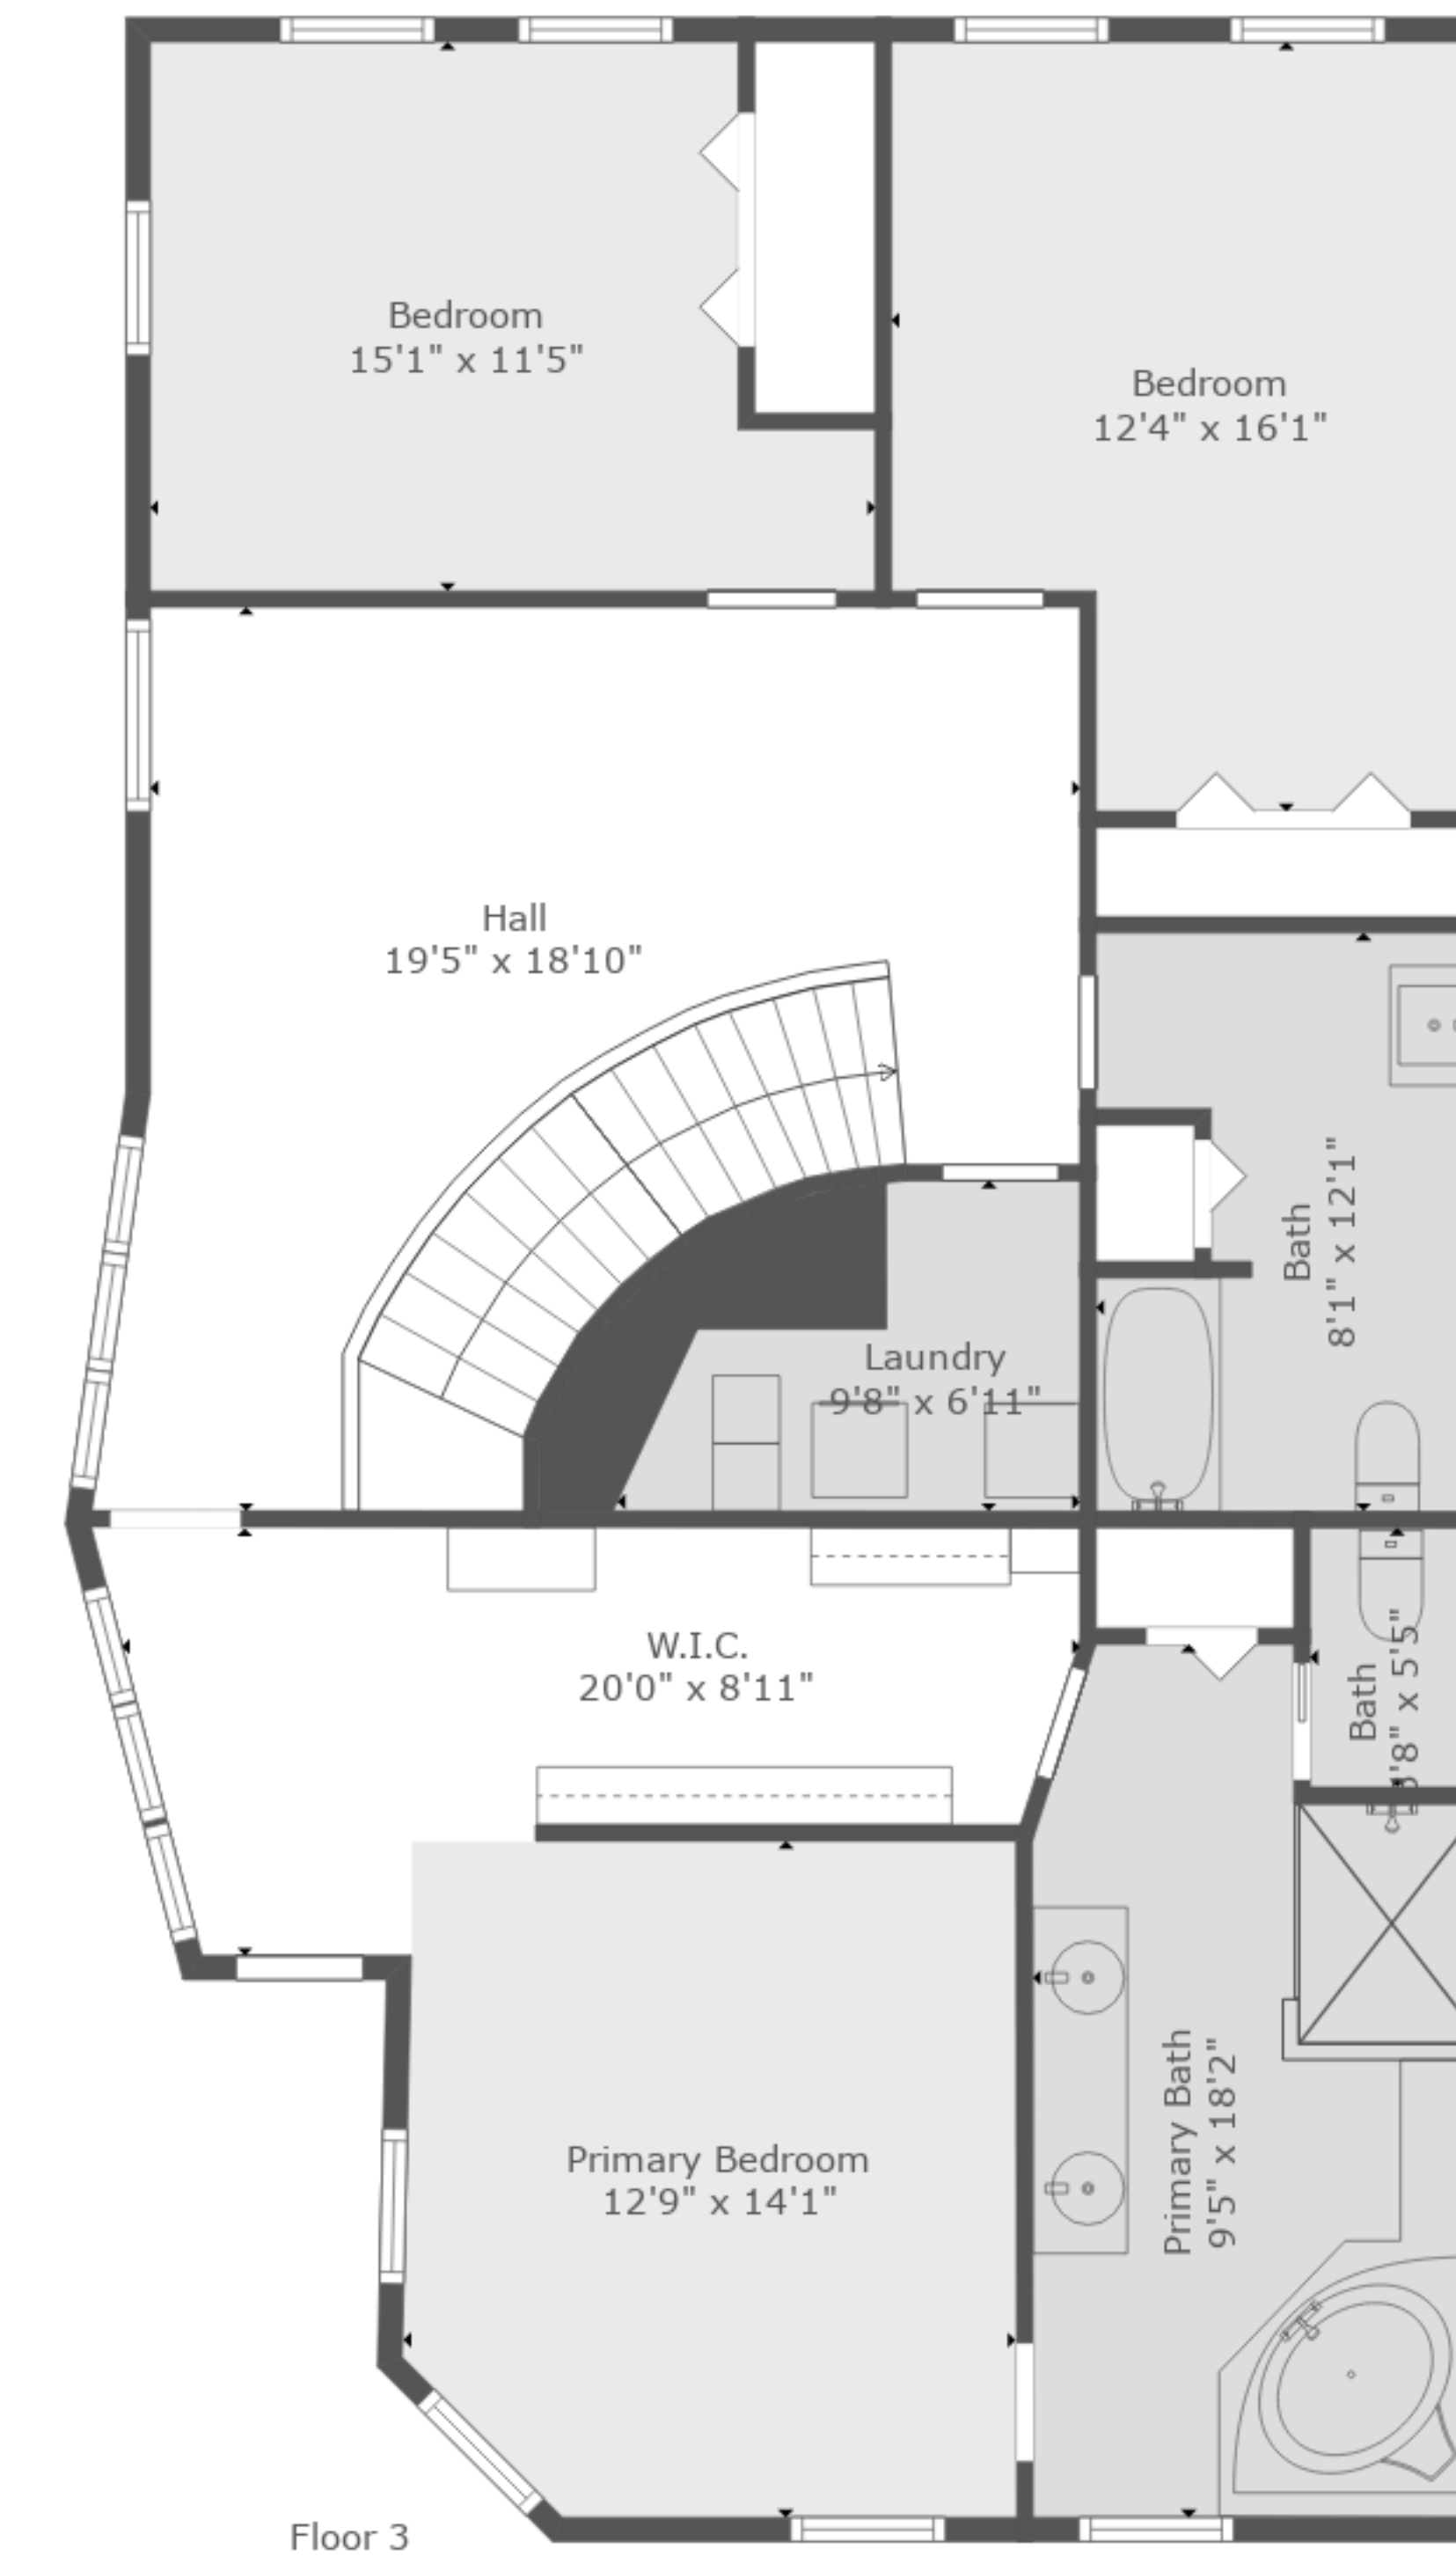 Bedroom
15'1" x 11'5"
Bedroom
12'4" x 16'1"
Hall
19'5" x 18'10"
Bath
8'1" x 12'1"
Laundry
9'8" x 6'11"
W.I.C.
20'0" x 8'11"
Bath
x 5'5"
Primary Bedroom
12'9" x 14'1"
Primary Bath
9'5" x 18'2"
Floor 3